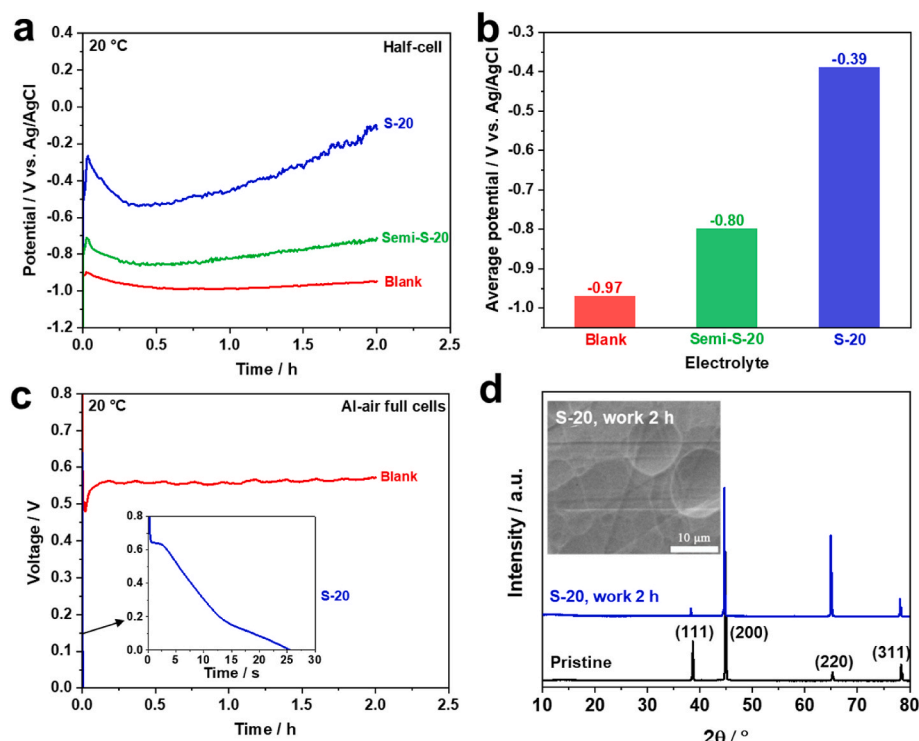 a
20 °C
Half-cell
0.4
0.2
0.0
-0.2
-0.4
-0.6
-0.8
-1.0
-1.2
Potential / V vs. Ag/AgCl
S-20
Semi-S-20
Blank
0.0 0.5 1.0 1.5 2.0 2.5
Time / h
b
-0.3
-0.4
-0.5
-0.6
-0.7
-0.8
-0.9
-1.0
Average potential / V vs. Ag/AgCl
-0.97
-0.80
-0.39
Blank Semi-S-20 S-20
Electrolyte
c
20 °C
Al-air full cells
0.8
0.7
0.6
0.5
0.4
0.3
0.2
0.1
0.0
Voltage / V
Blank
0.8
0.6
0.4
0.2
0.0
0 5 10 15 20 25 30
Time / s
S-20
0.0 0.5 1.0 1.5 2.0 2.5
Time / h
d
S-20, work 2 h
10 μm
Intensity / a.u.
S-20, work 2 h
(111)
(200)
(220)
(311)
Pristine
10 20 30 40 50 60 70 80
2θ / °